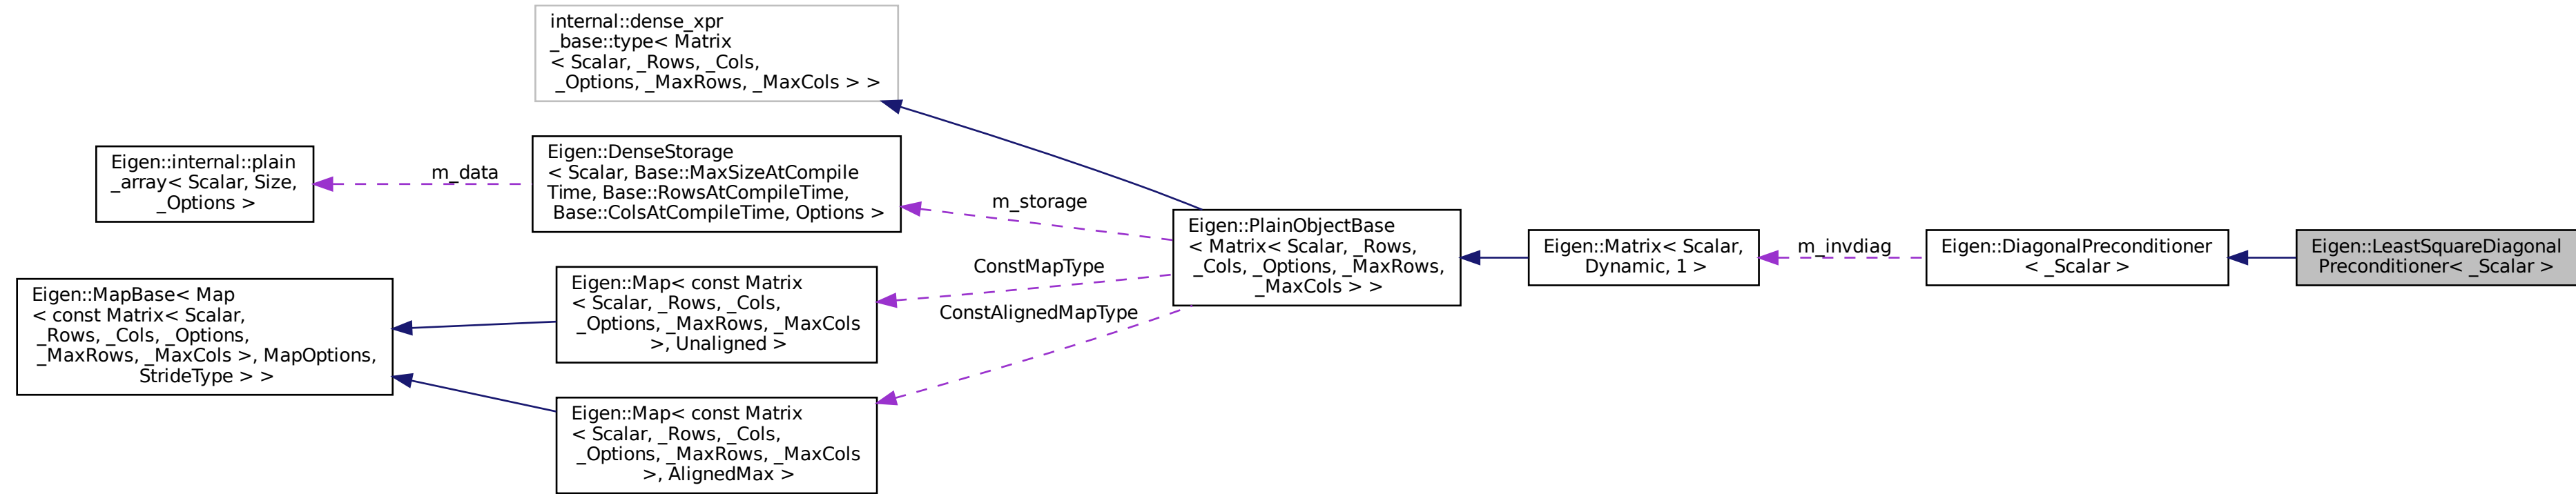 internal::dense_xpr
_base::type< Matrix
< Scalar, _Rows, _Cols,
_Options, _MaxRows, _MaxCols > >
Eigen::internal::plain
_array< Scalar, Size,
_Options >
m_data
Eigen::DenseStorage
< Scalar, Base::MaxSizeAtCompile
Time, Base::RowsAtCompileTime,
Base::ColsAtCompileTime, Options >
m_storage
Eigen::MapBase< Map
< const Matrix< Scalar,
_Rows, _Cols, _Options,
_MaxRows, _MaxCols >, MapOptions,
StrideType > >
Eigen::Map< const Matrix
< Scalar, _Rows, _Cols,
_Options, _MaxRows, _MaxCols
>, Unaligned >
ConstMapType
ConstAlignedMapType
Eigen::Map< const Matrix
< Scalar, _Rows, _Cols,
_Options, _MaxRows, _MaxCols
>, AlignedMax >
Eigen::PlainObjectBase
< Matrix< Scalar, _Rows,
_Cols, _Options, _MaxRows,
_MaxCols > >
Eigen::Matrix< Scalar,
Dynamic, 1 >
m_invdiag
Eigen::DiagonalPreconditioner
< _Scalar >
Eigen::LeastSquareDiagonal
Preconditioner< _Scalar >